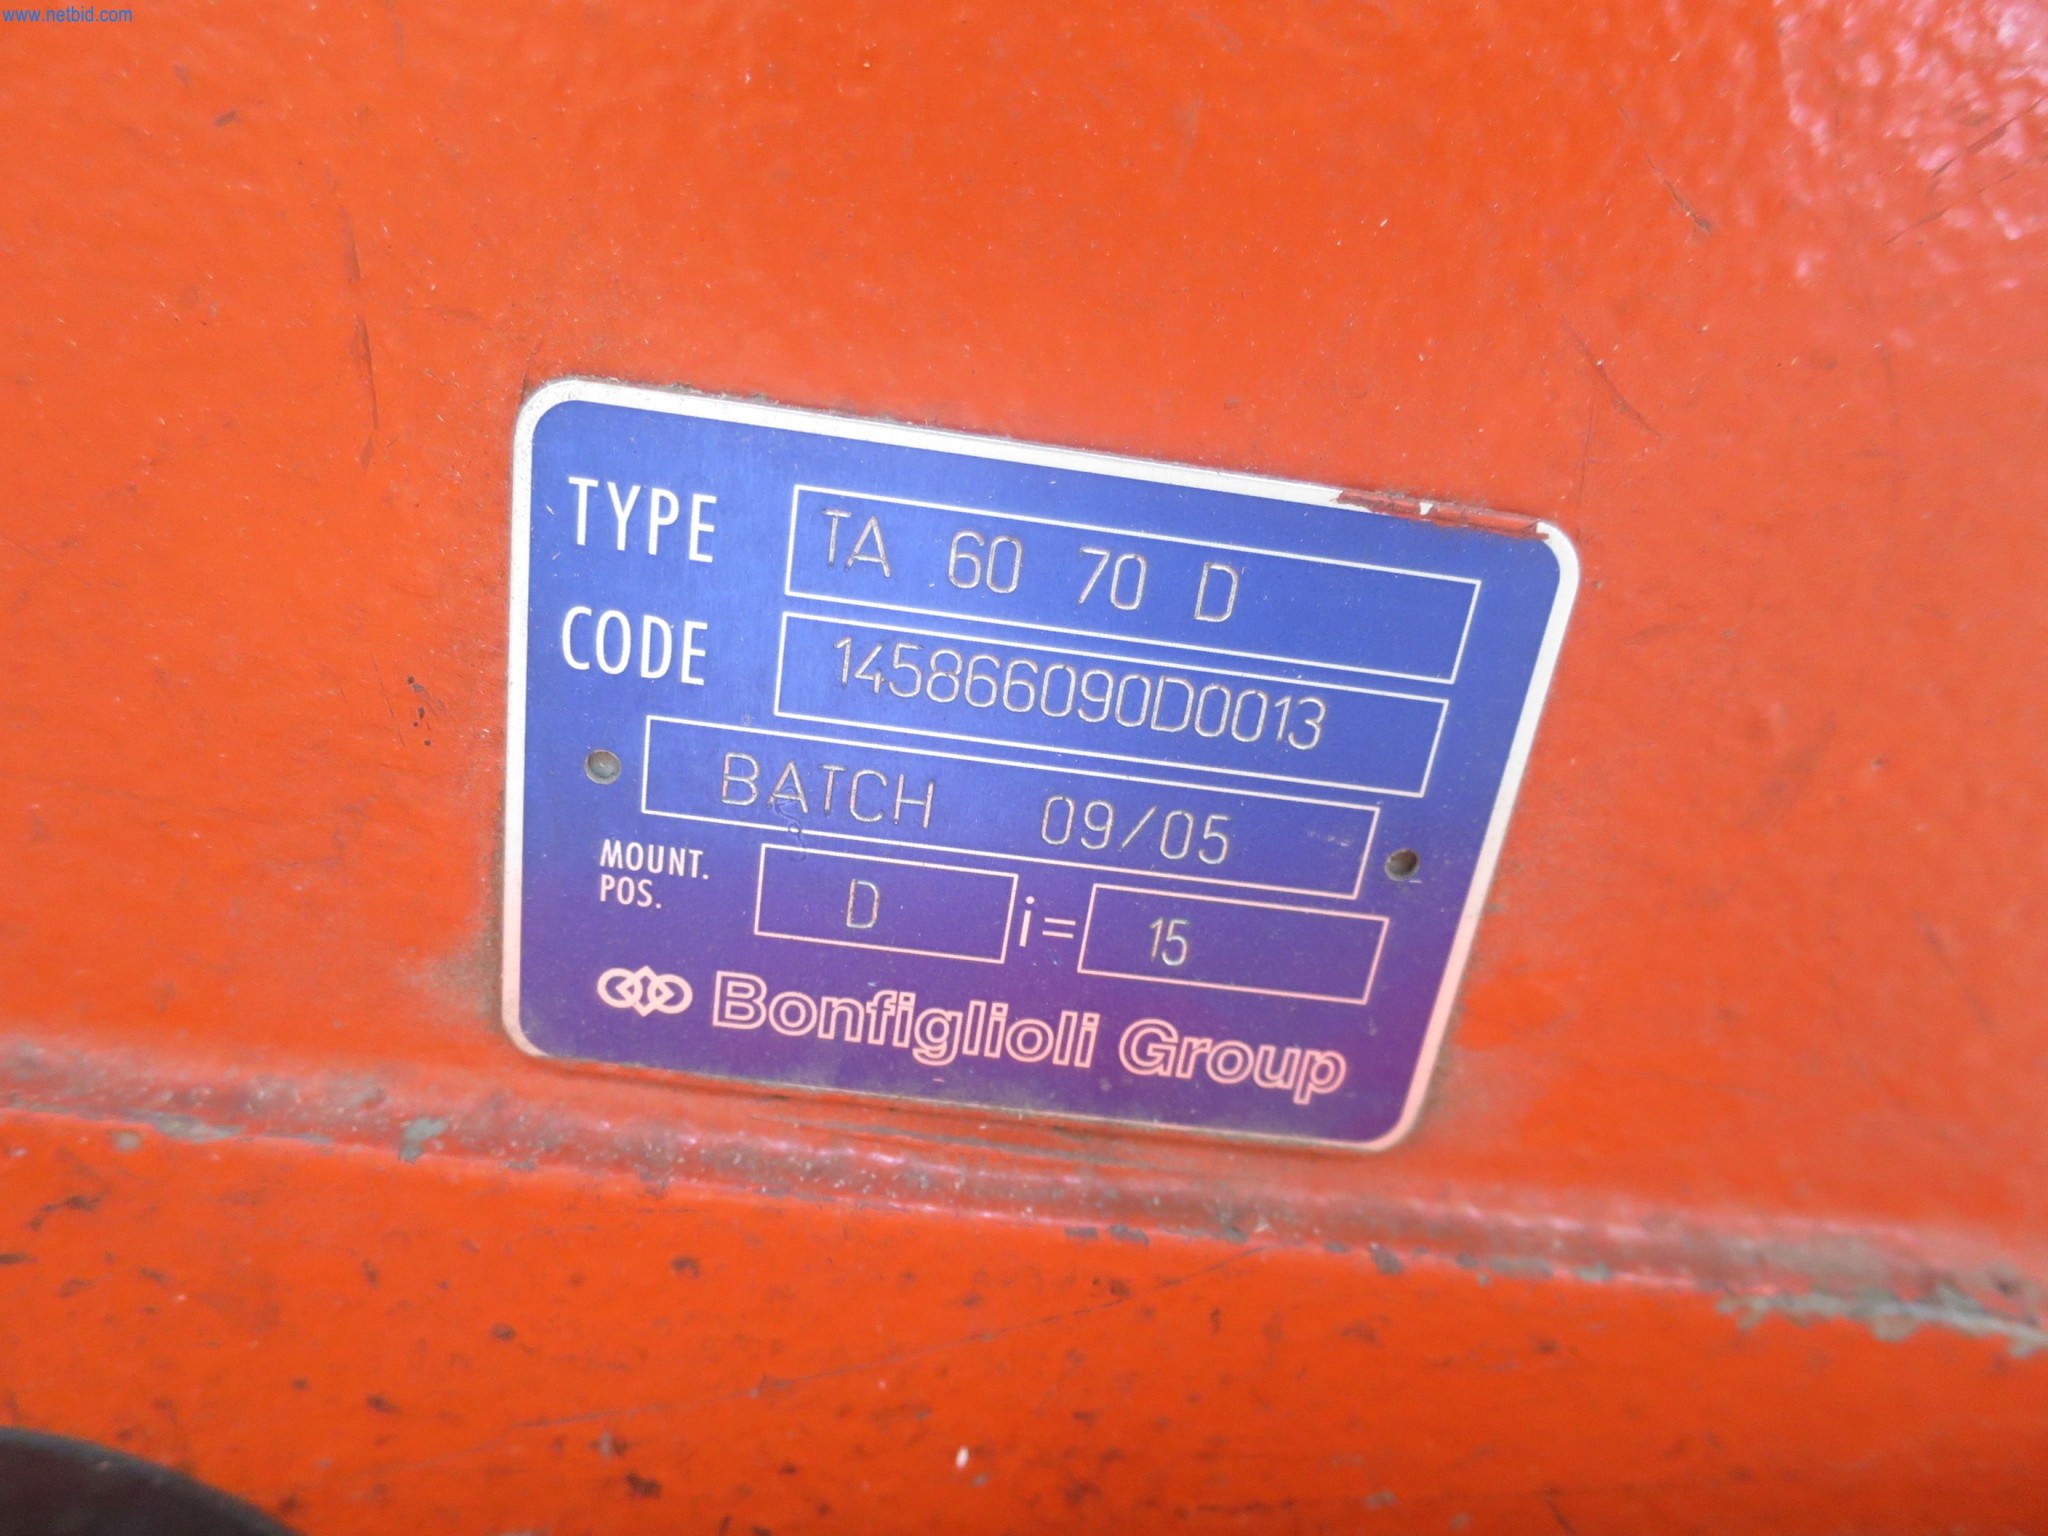 www.netbid.com
TYPE TA 60 70 D
CODE 145866090D0013
BATCH 09/05
MOUNT. POS. D i= 15
Bonfiglioli Group